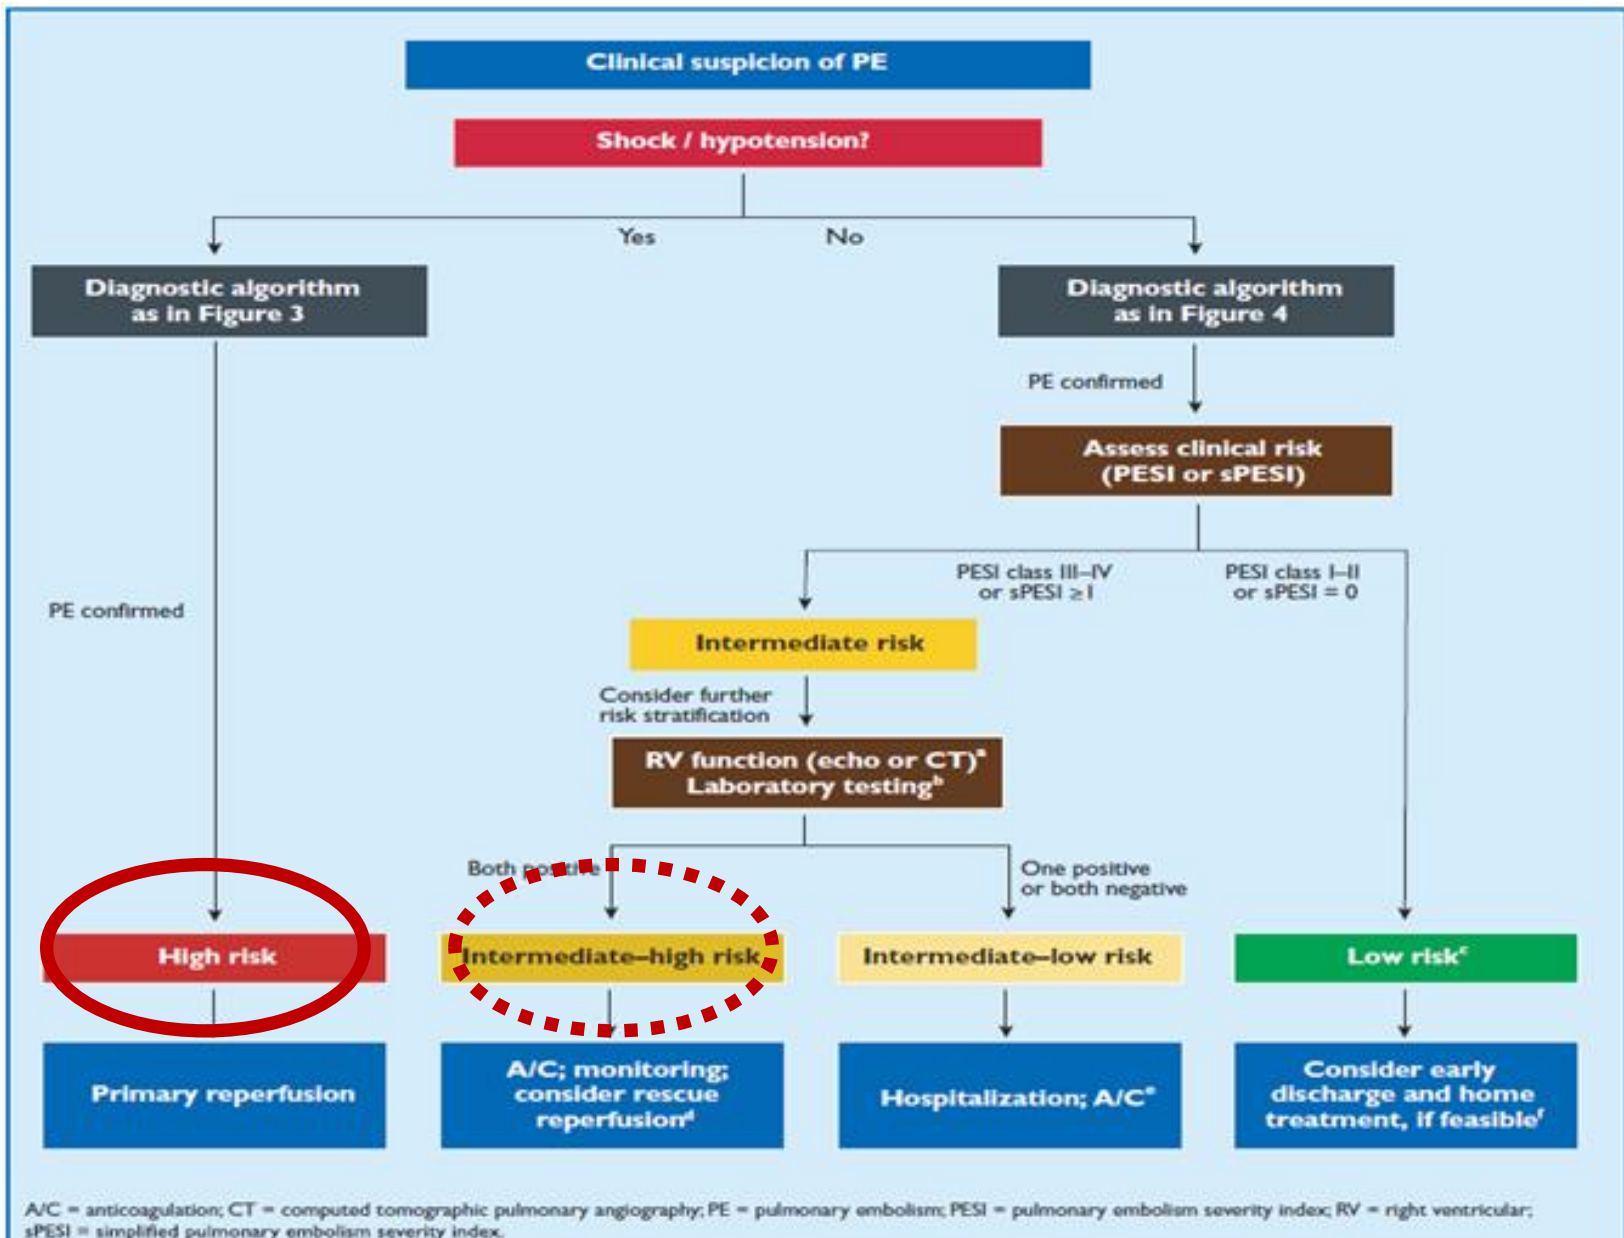 Clinical suspicion of PE
Shock / hypotension?
Yes
No
Diagnostic algorithm
as in Figure 3
Diagnostic algorithm
as in Figure 4
PE confirmed
Assess clinical risk
(PESI or sPESI)
PESI class III–IV
or sPESI ≥1
PESI class I–II
or sPESI = 0
PE confirmed
Intermediate risk
Consider further
risk stratification
RV function (echo or CT)ᵃ
Laboratory testingᵇ
Both positive
One positive
or both negative
High risk
Intermediate–high risk
Intermediate–low risk
Low riskᶜ
Primary reperfusion
A/C; monitoring;
consider rescue
reperfusionᵈ
Hospitalization; A/Cᵉ
Consider early
discharge and home
treatment, if feasibleᶠ
A/C = anticoagulation; CT = computed tomographic pulmonary angiography; PE = pulmonary embolism; PESI = pulmonary embolism severity index; RV = right ventricular;
sPESI = simplified pulmonary embolism severity index.